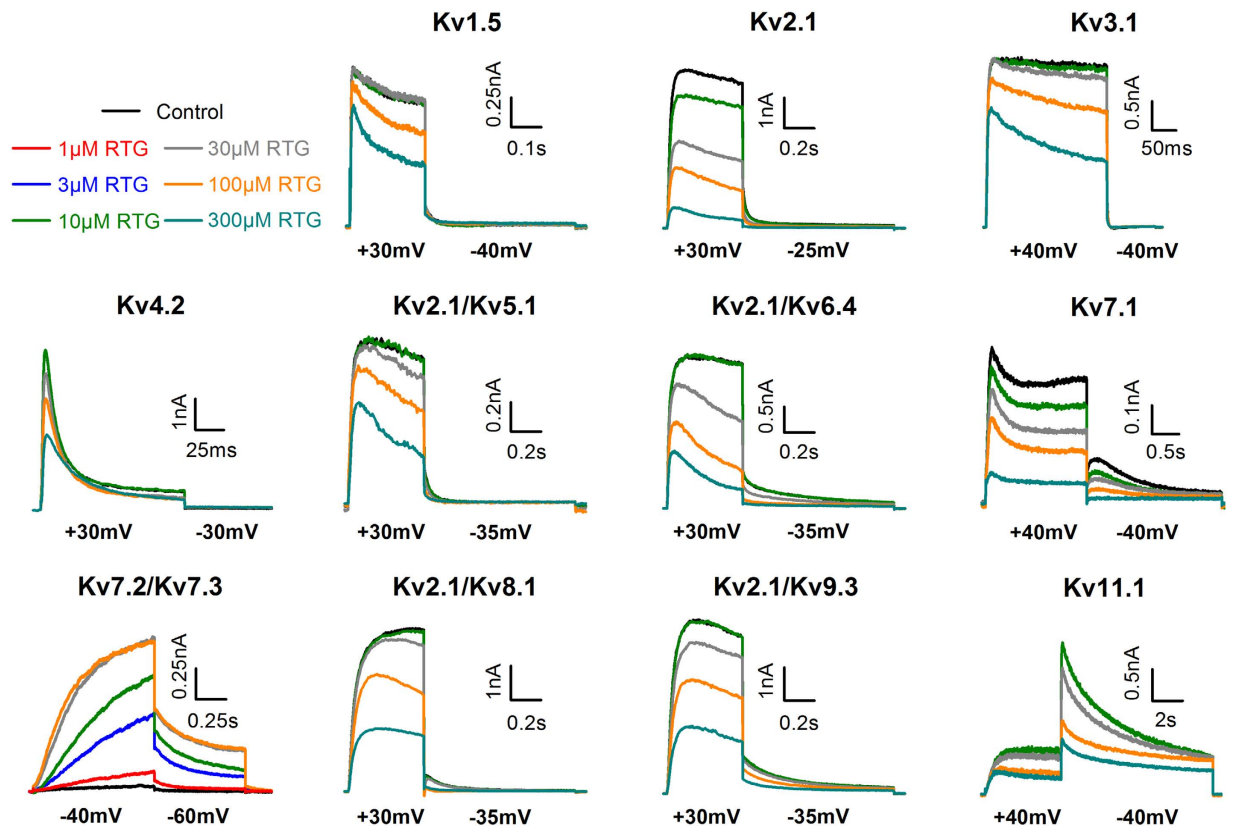 Kv1.5
Kv2.1
Kv3.1
Control
1µM RTG
30µM RTG
3µM RTG
100µM RTG
10µM RTG
300µM RTG
0.25nA
0.1s
+30mV
-40mV
1nA
0.2s
+30mV
-25mV
0.5nA
50ms
+40mV
-40mV
Kv4.2
Kv2.1/Kv5.1
Kv2.1/Kv6.4
Kv7.1
1nA
25ms
+30mV
-30mV
0.2nA
0.2s
+30mV
-35mV
0.5nA
0.2s
+30mV
-35mV
0.1nA
0.5s
+40mV
-40mV
Kv7.2/Kv7.3
Kv2.1/Kv8.1
Kv2.1/Kv9.3
Kv11.1
0.25nA
0.25s
-40mV
-60mV
1nA
0.2s
+30mV
-35mV
1nA
0.2s
+30mV
-35mV
0.5nA
2s
+40mV
-40mV